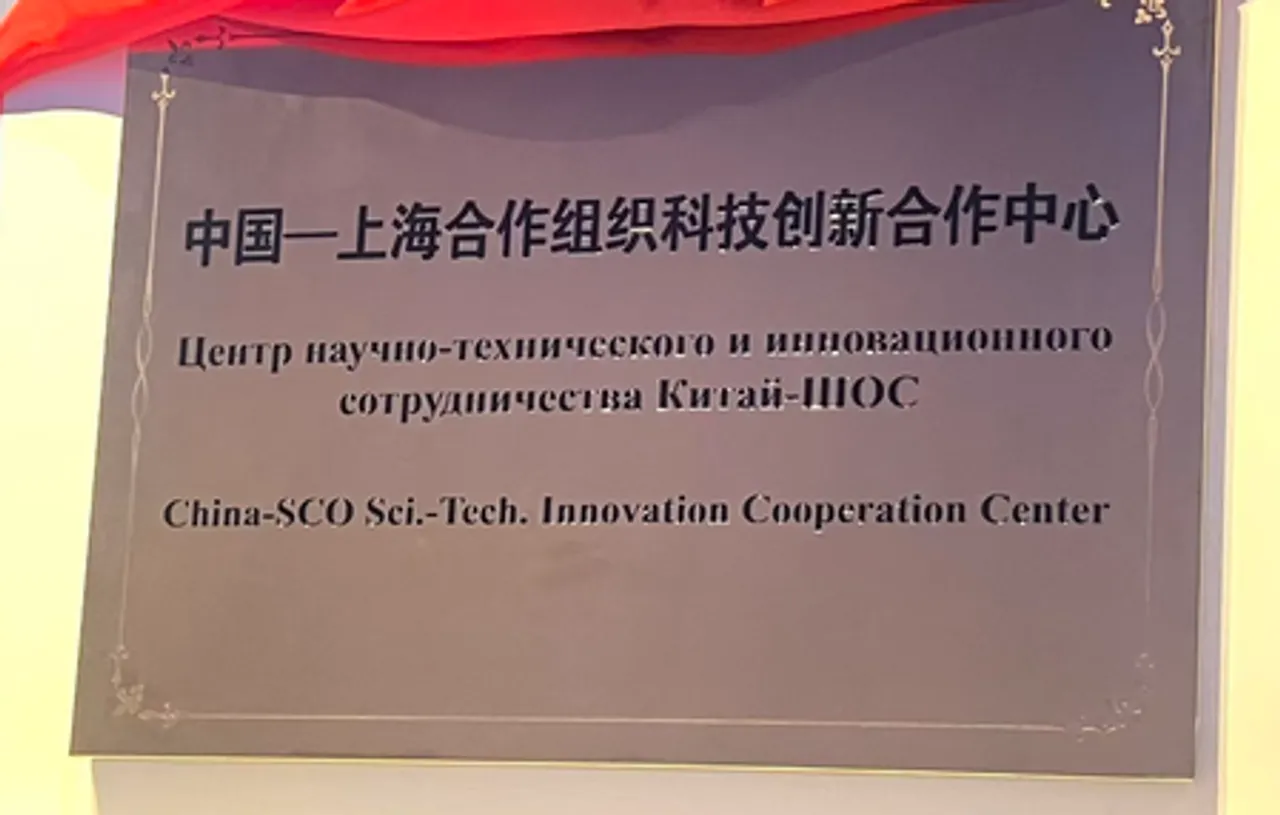 中国—上海合作组织科技创新合作中心
Центр научно-технического и инновационного
сотрудничества Китай-ШОС
China-SCO Sci.-Tech. Innovation Cooperation Center